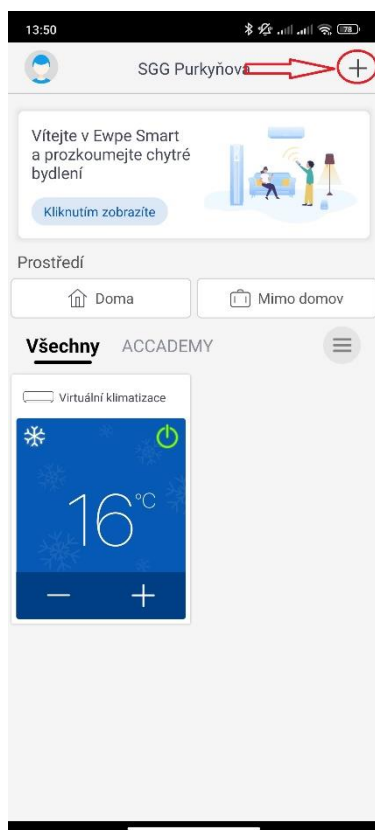 13:50
78
SGG Purkyňova
Vítejte v Ewpe Smart
a prozkoumejte chytré
bydlení
Kliknutím zobrazíte
Prostředí
Doma
Mimo domov
Všechny ACCADEMY
Virtuální klimatizace
16°C